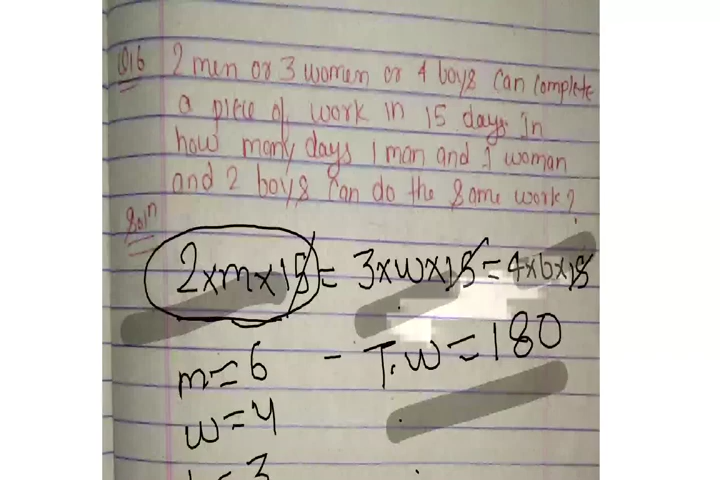 Q16 2 men or 3 women or 4 boys can complete
a piece of work in 15 days. In
how many days 1 man and 1 woman
and 2 boys can do the same work?
Soln
2×m×15 = 3×w×15 = 4×b×15
m=6 - T.W=180
w=4
b=3